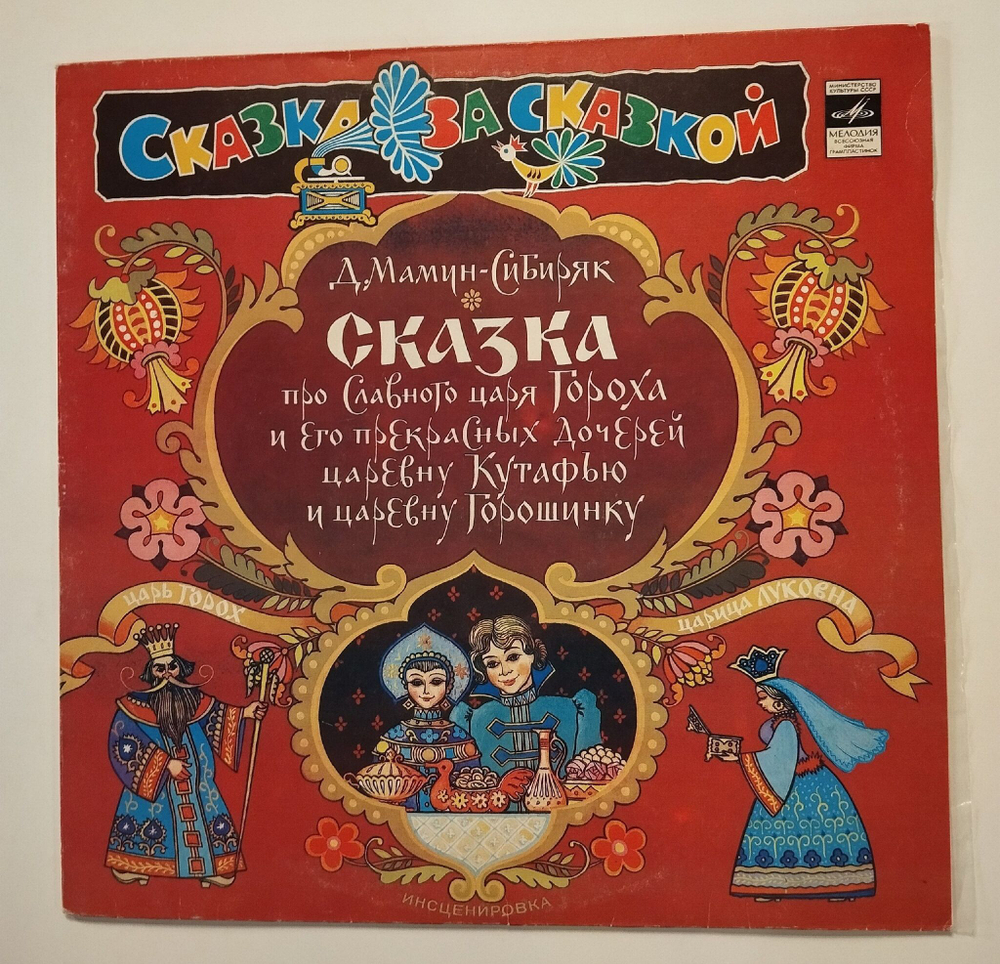 Сказка за сказкой
МИНИСТЕРСТВО
КУЛЬТУРЫ СССР
МЕЛОДИЯ
ВСЕСОЮЗНАЯ
ФИРМА
ГРАМПЛАСТИНОК
Д. Мамин-Сибиряк
Сказка
про Славного царя Гороха
и его прекрасных дочерей
царевну Кутафью
и царевну Горошинку
царь Горох
царица Луковна
ИНСЦЕНИРОВКА